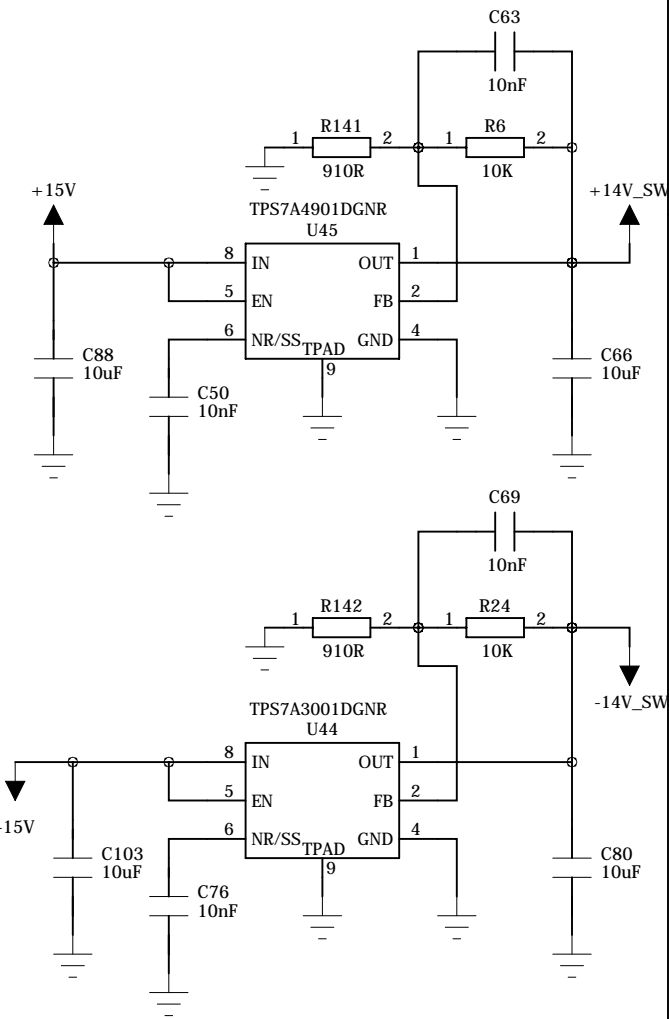 C63
10nF
R141
1 2
910R
R6
1 2
10K
+15V
+14V_SW
TPS7A4901DGNR
U45
8 IN
5 EN
6 NR/SS
TPAD
9
OUT 1
FB 2
GND 4
C88
10uF
C50
10nF
C66
10uF
C69
10nF
R142
1 2
910R
R24
1 2
10K
-14V_SW
TPS7A3001DGNR
U44
8 IN
5 EN
6 NR/SS
TPAD
9
OUT 1
FB 2
GND 4
-15V
C103
10uF
C76
10nF
C80
10uF